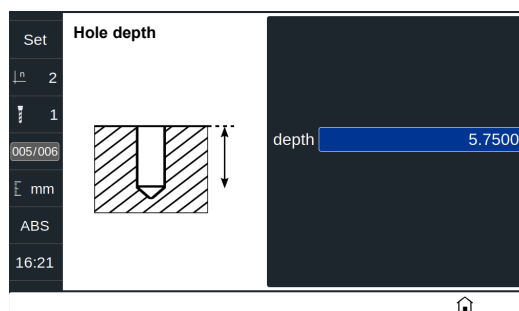 Set
Hole depth
n 2
1
005/006
mm
ABS
16:21
depth 5.7500